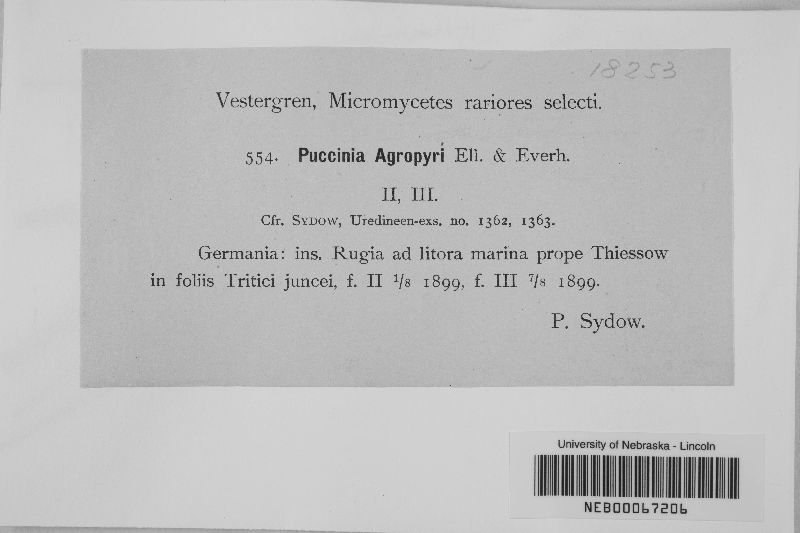 18253
Vestergren, Micromycetes rariores selecti.
554. Puccinia Agropyri Ell. & Everh.
II, III.
Cfr. SYDOW, Uredineen-exs. no. 1362, 1363.
Germania: ins. Rugia ad litora marina prope Thiessow
in foliis Tritici juncei, f. II 1/8 1899, f. III 7/8 1899.
P. Sydow.
University of Nebraska - Lincoln
NEB00067206